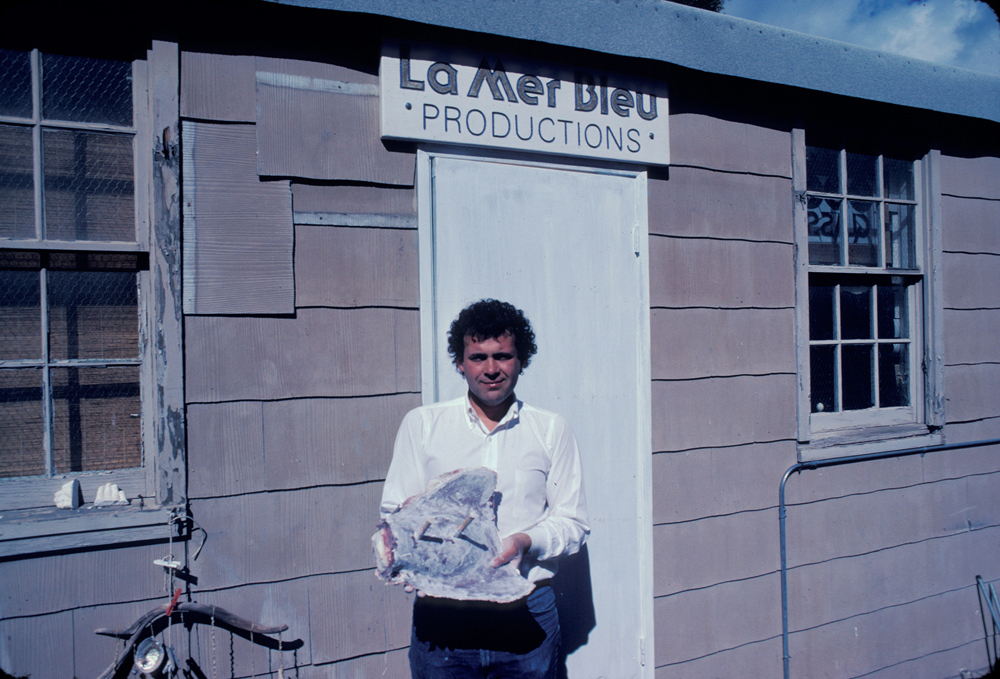 La Mer Bleu
• PRODUCTIONS •